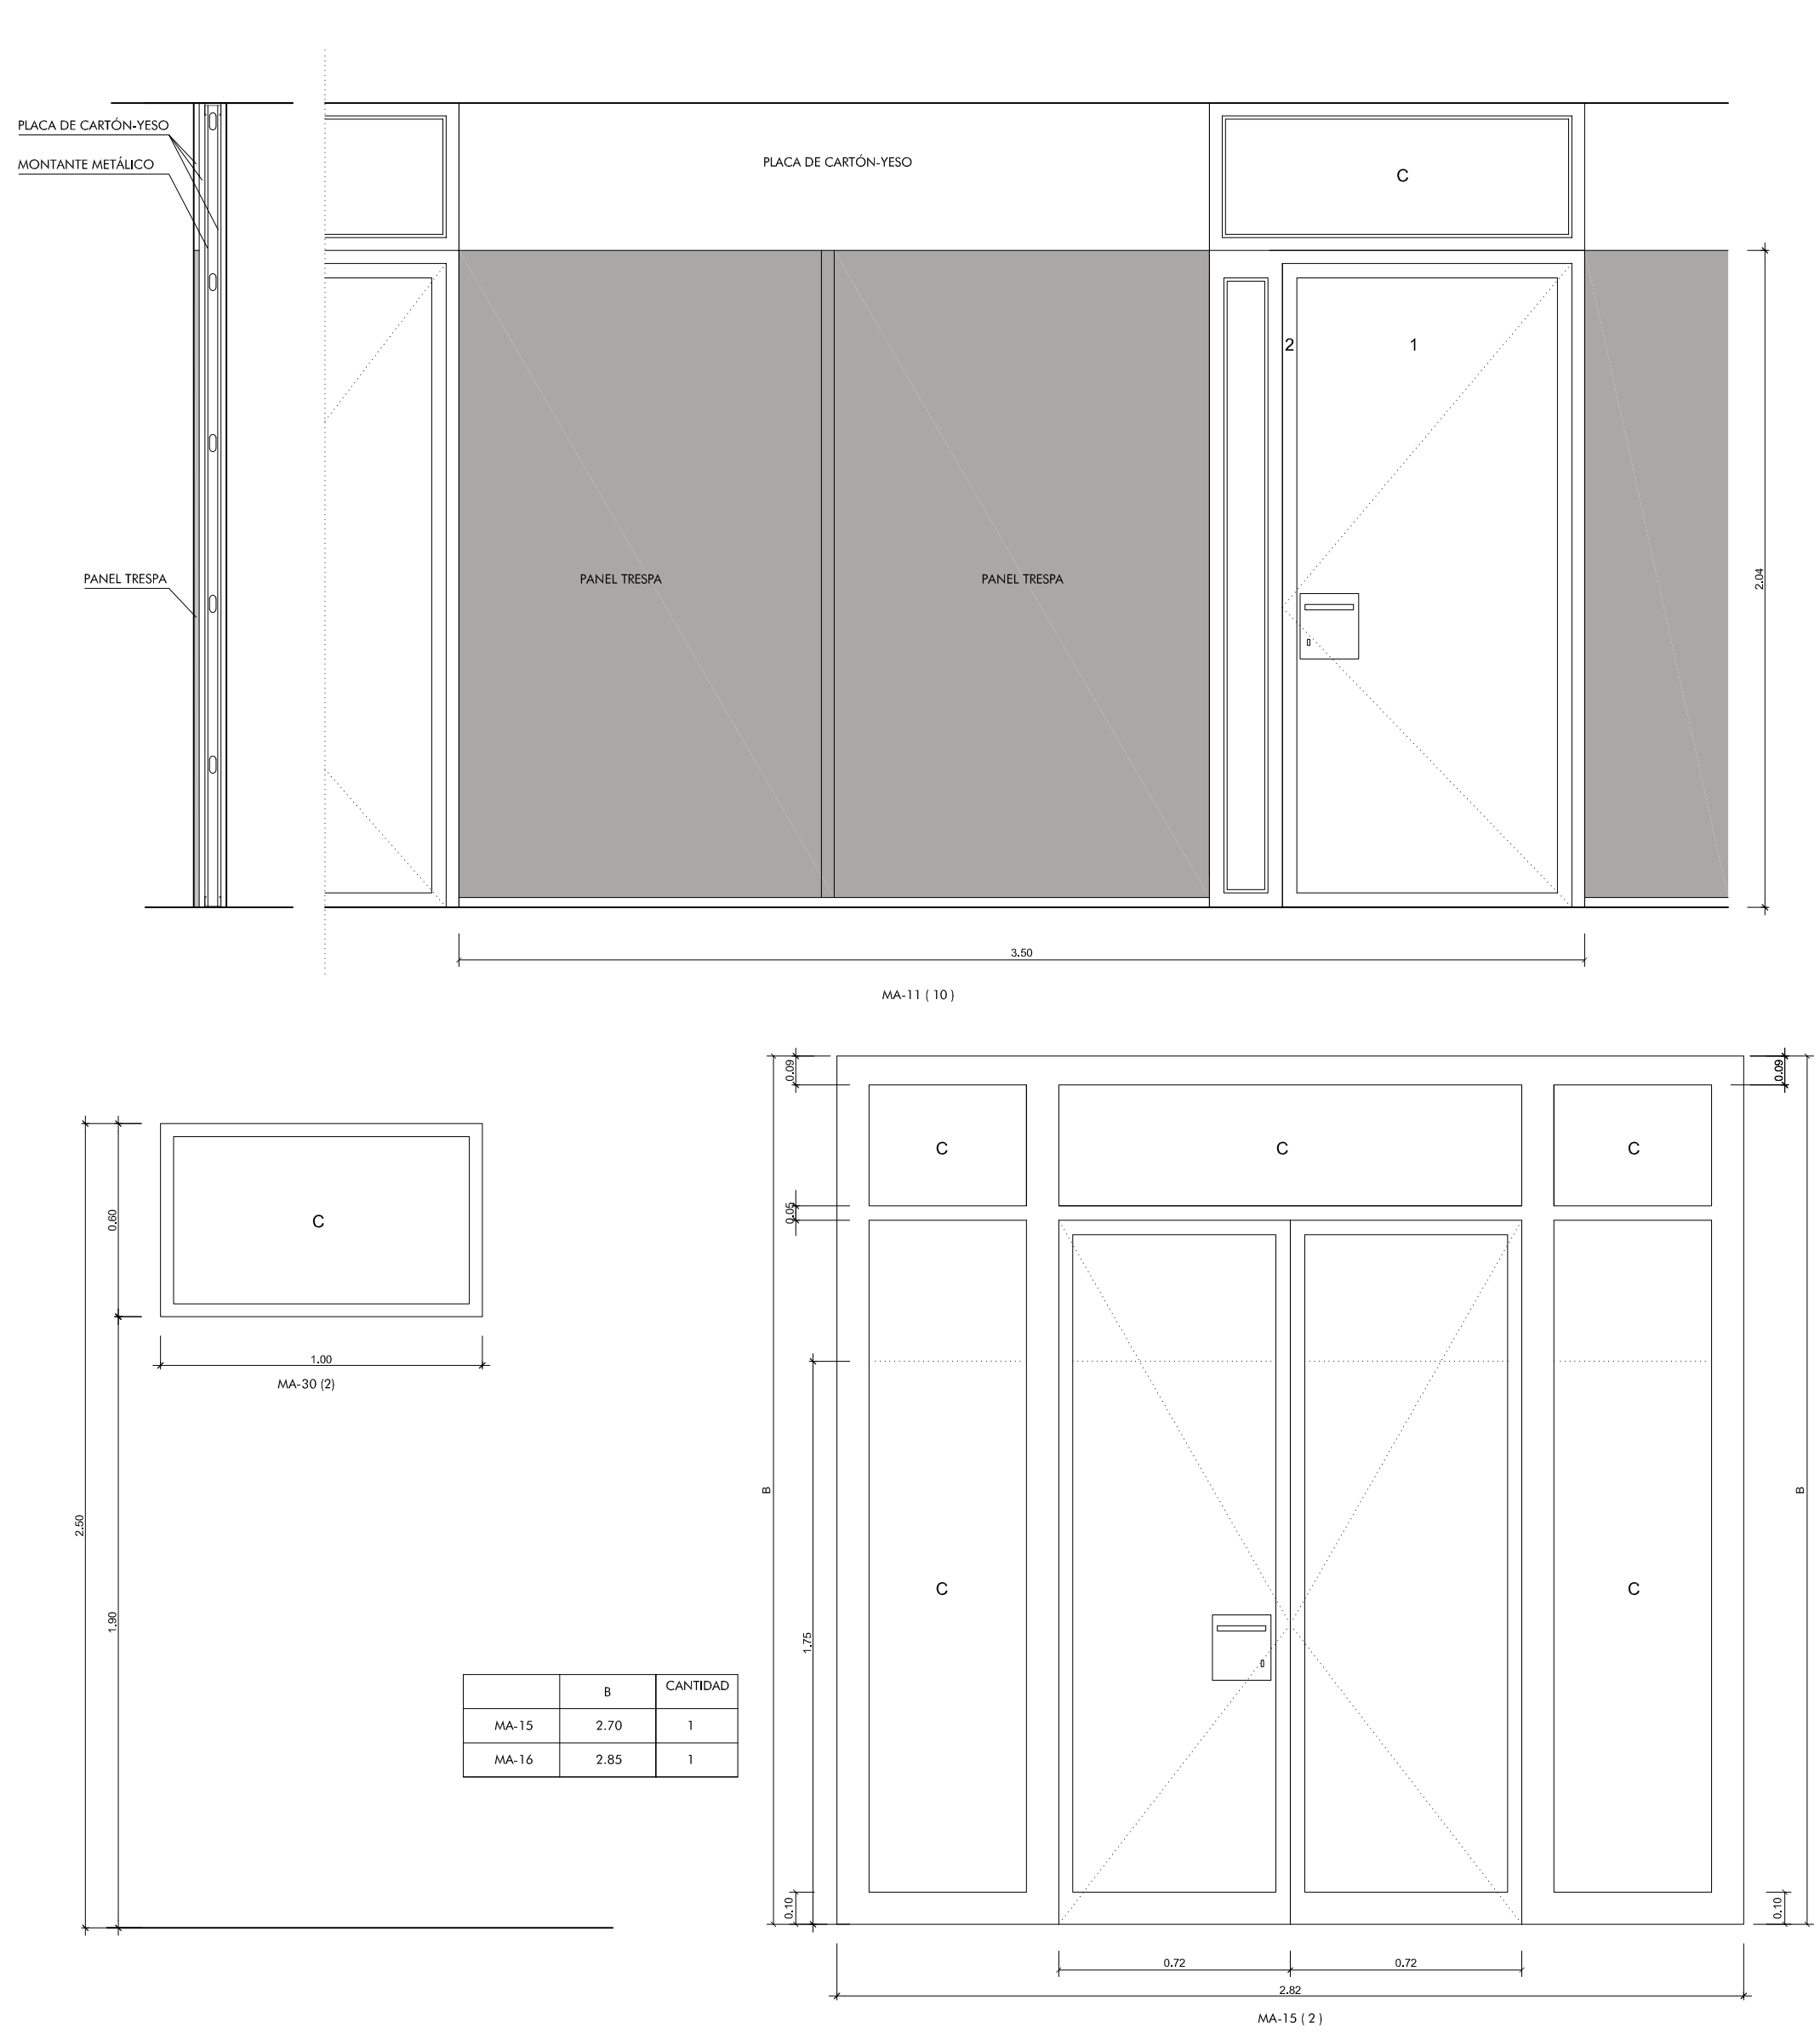 PLACA DE CARTÓN-YESO
MONTANTE METÁLICO
PLACA DE CARTÓN-YESO
C
2
1
PANEL TRESPA
PANEL TRESPA
PANEL TRESPA
2.04
3.50
MA-11 ( 10 )
0.09
0.09
C
C
C
0.05
0.60
C
1.00
MA-30 (2)
2.50
B
B
1.90
1.75
C
C
B
CANTIDAD
MA-15
2.70
1
MA-16
2.85
1
0.10
0.10
0.72
0.72
2.82
MA-15 ( 2 )